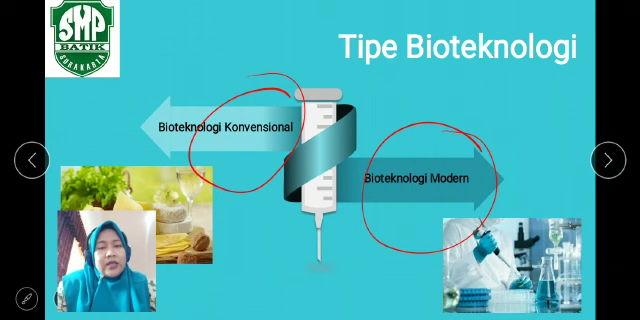 SMP
BATIK
SURAKARTA
Tipe Bioteknologi
Bioteknologi Konvensional
Bioteknologi Modern